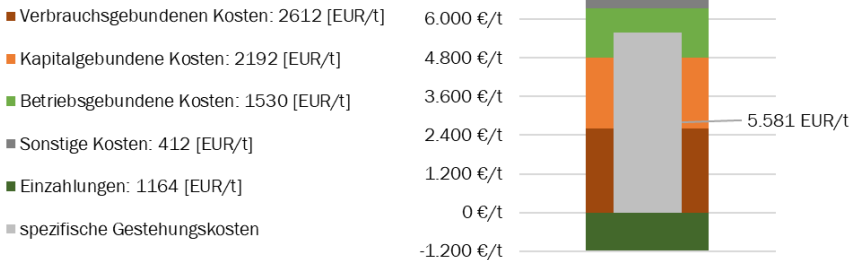 Verbrauchsgebundenen Kosten: 2612 [EUR/t]
Kapitalgebundene Kosten: 2192 [EUR/t]
Betriebsgebundene Kosten: 1530 [EUR/t]
Sonstige Kosten: 412 [EUR/t]
Einzahlungen: 1164 [EUR/t]
spezifische Gestehungskosten
6.000 €/t
4.800 €/t
3.600 €/t
2.400 €/t
1.200 €/t
0 €/t
-1.200 €/t
5.581 EUR/t